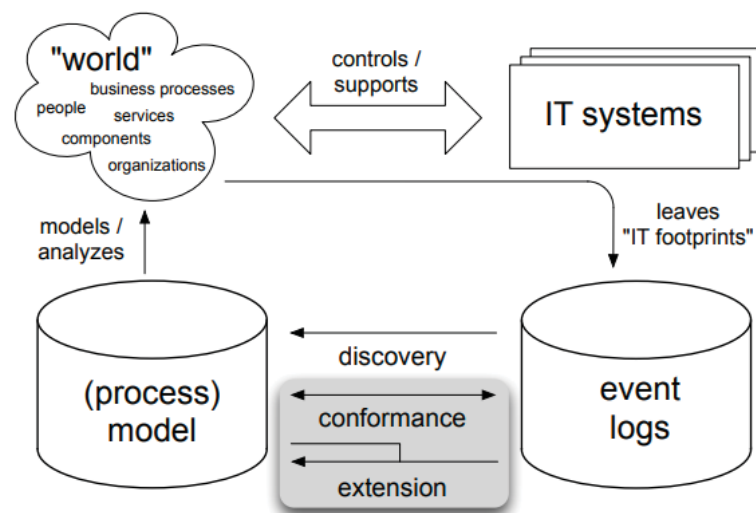 "world"
business processes
people
services
components
organizations
controls /
supports
IT systems
leaves
"IT footprints"
models /
analyzes
(process)
model
discovery
conformance
extension
event
logs